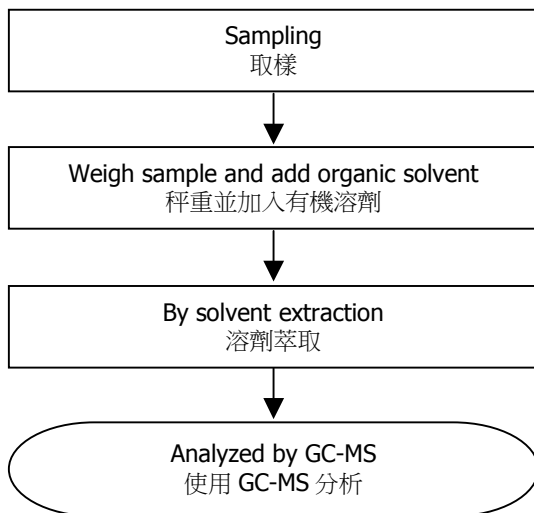 Sampling
取樣
Weigh sample and add organic solvent
秤重並加入有機溶劑
By solvent extraction
溶劑萃取
Analyzed by GC-MS
使用 GC-MS 分析